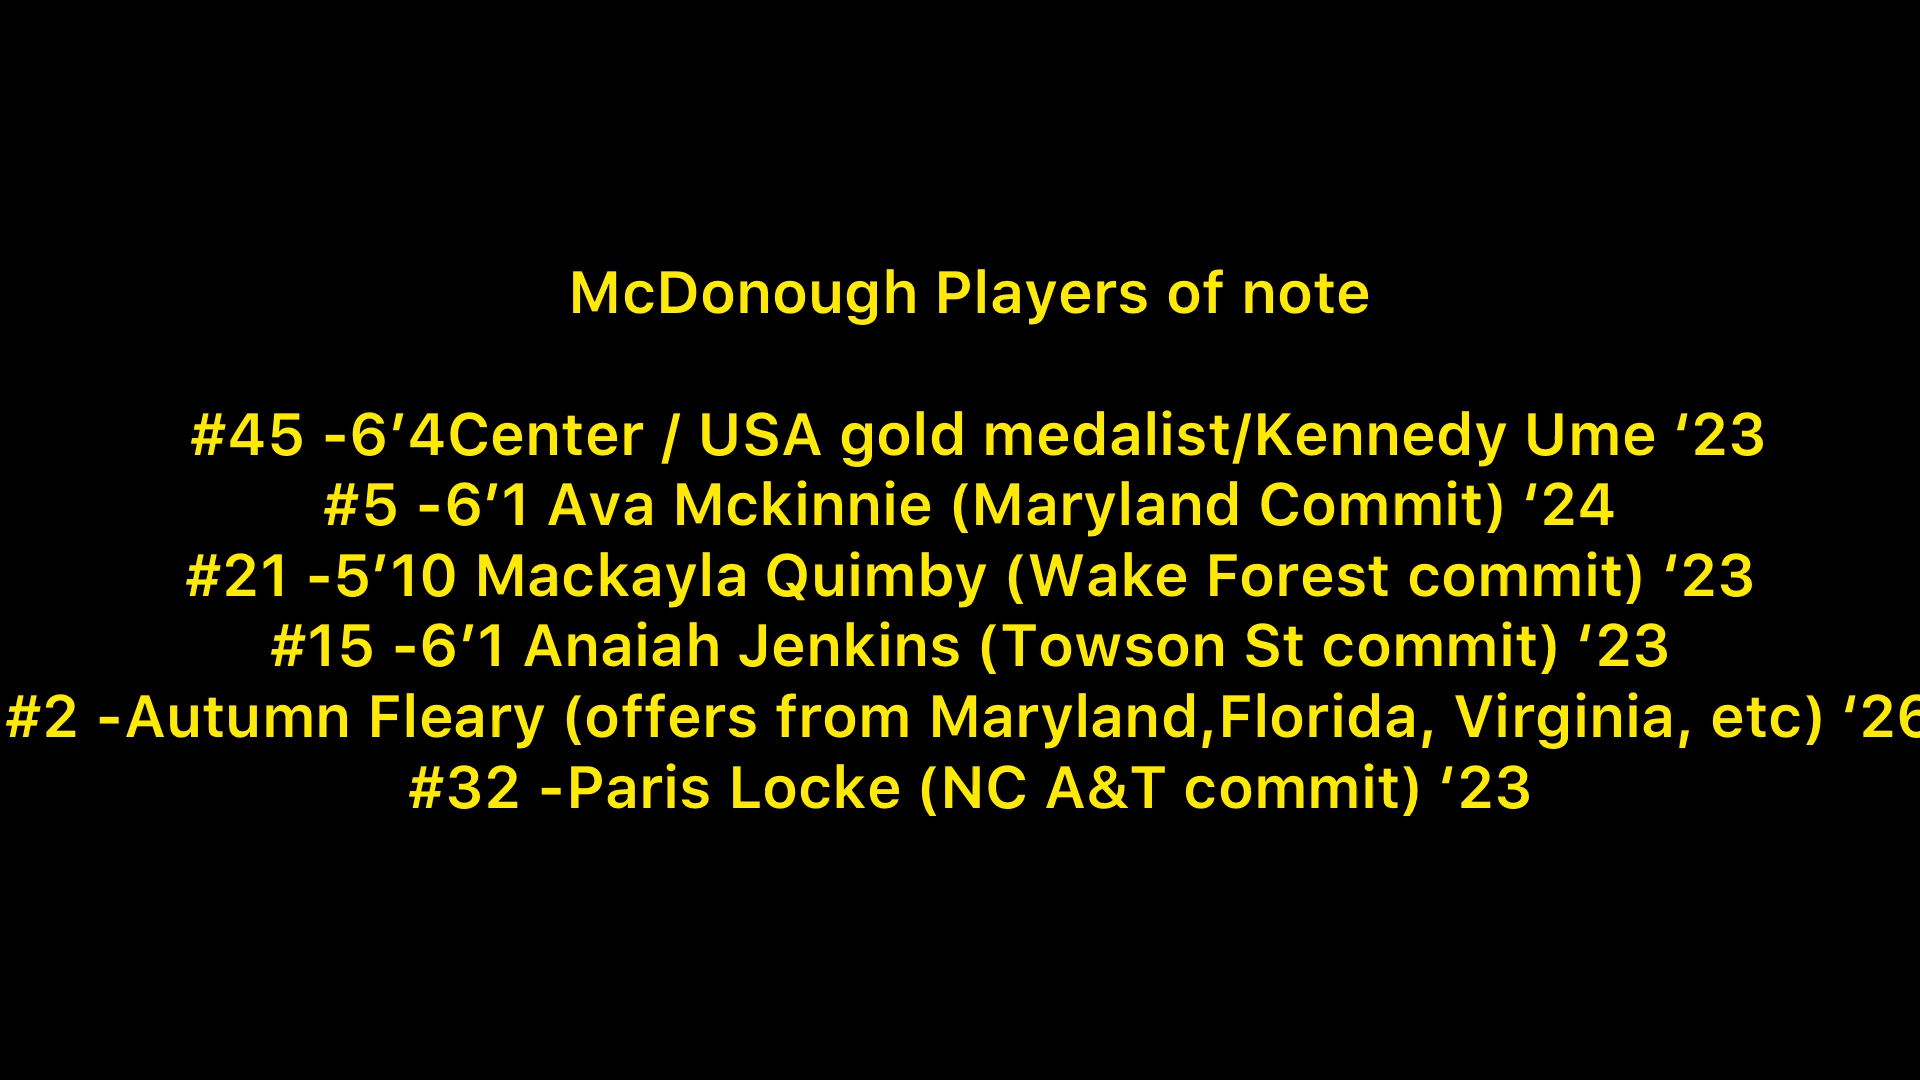 McDonough Players of note
#45 -6’4Center / USA gold medalist/Kennedy Ume ‘23
#5 -6’1 Ava Mckinnie (Maryland Commit) ‘24
#21 -5’10 Mackayla Quimby (Wake Forest commit) ‘23
#15 -6’1 Anaiah Jenkins (Towson St commit) ‘23
#2 -Autumn Fleary (offers from Maryland,Florida, Virginia, etc) ‘26
#32 -Paris Locke (NC A&T commit) ‘23